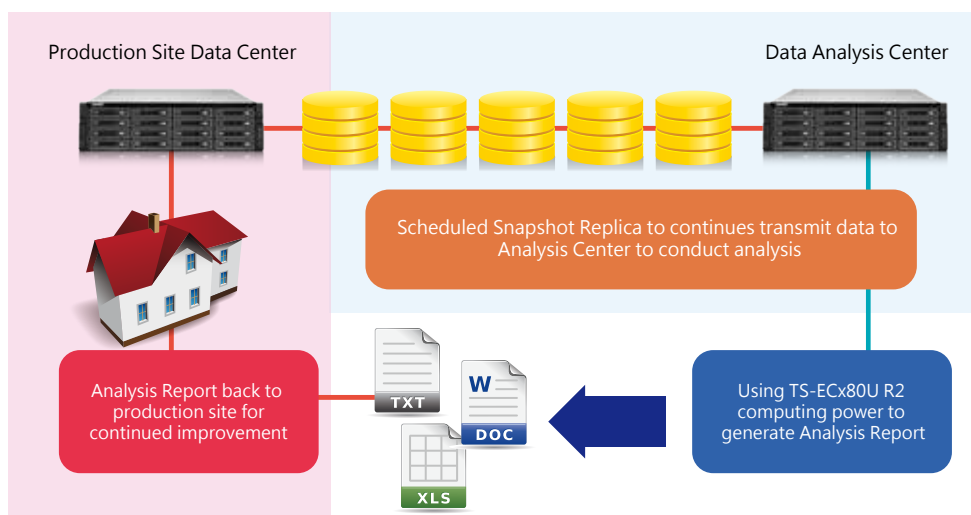 Production Site Data Center
Data Analysis Center
Scheduled Snapshot Replica to continues transmit data to
Analysis Center to conduct analysis
Analysis Report back to
production site for
continued improvement
TXT
W
DOC
XLS
Using TS-ECx80U R2
computing power to
generate Analysis Report